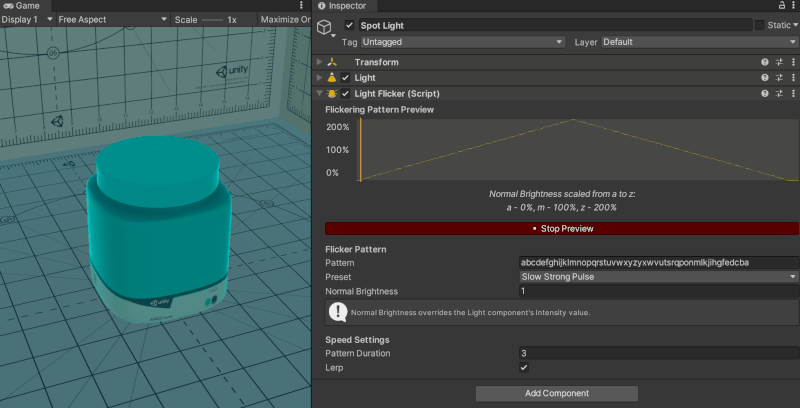 Game
Display 1 Free Aspect Scale 1x Maximize On
unity
unity
Inspector
Spot Light Static
Tag Untagged Layer Default
Transform
Light
Light Flicker (Script)
Flickering Pattern Preview
200%
100%
0%
Normal Brightness scaled from a to z:
a - 0%, m - 100%, z - 200%
• Stop Preview
Flicker Pattern
Pattern abcdefghijklmnopqrstuvwxyzyxwvutsrqponmlkjihgfedcba
Preset Slow Strong Pulse
Normal Brightness 1
Normal Brightness overrides the Light component's Intensity value.
Speed Settings
Pattern Duration 3
Lerp
Add Component